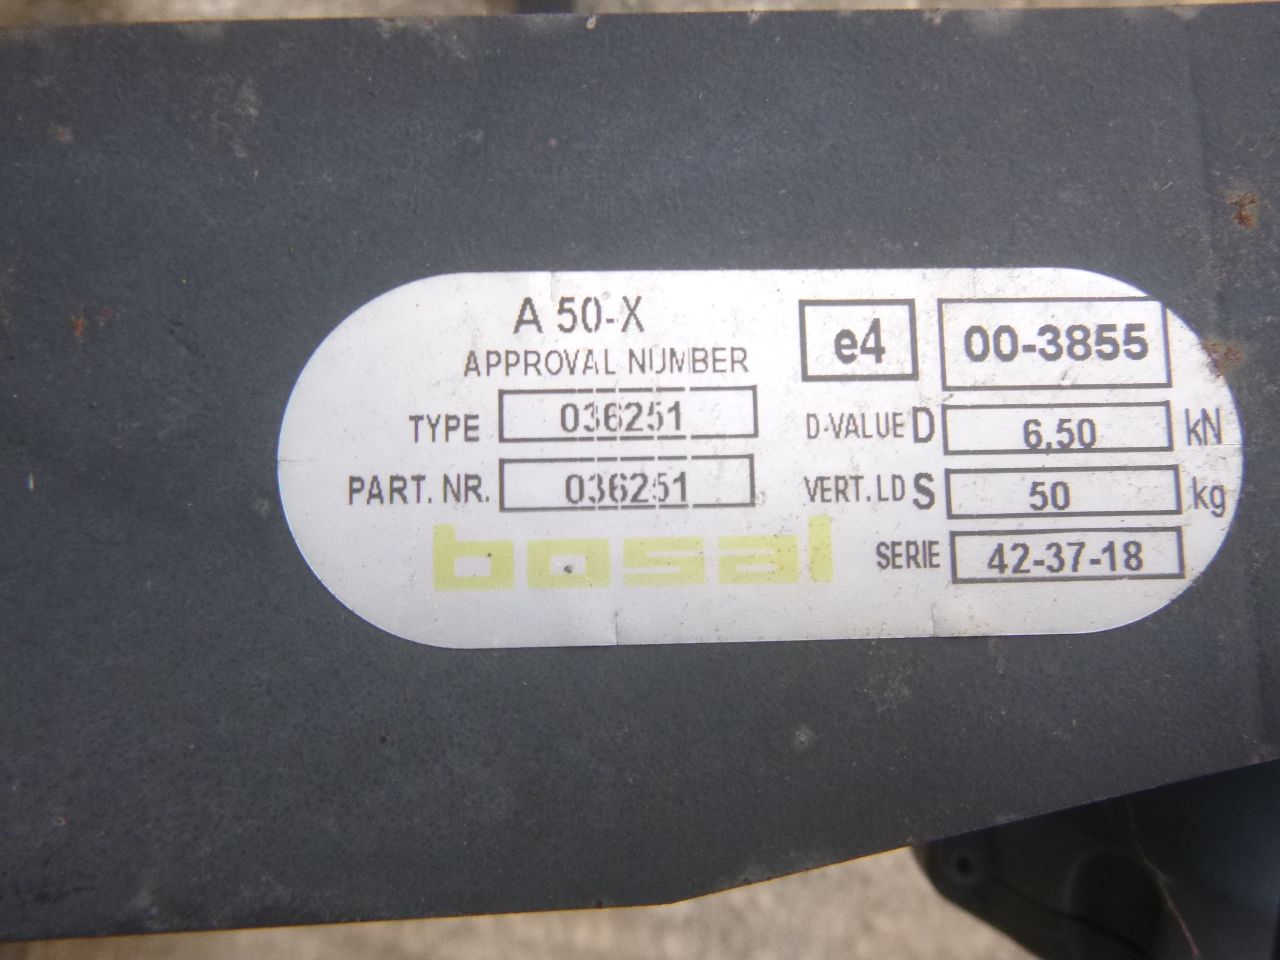 A 50-X
APPROVAL NUMBER e4 00-3855
TYPE 036251 D-VALUE D 6,50 kN
PART. NR. 036251 VERT.LD S 50 kg
bosal SERIE 42-37-18